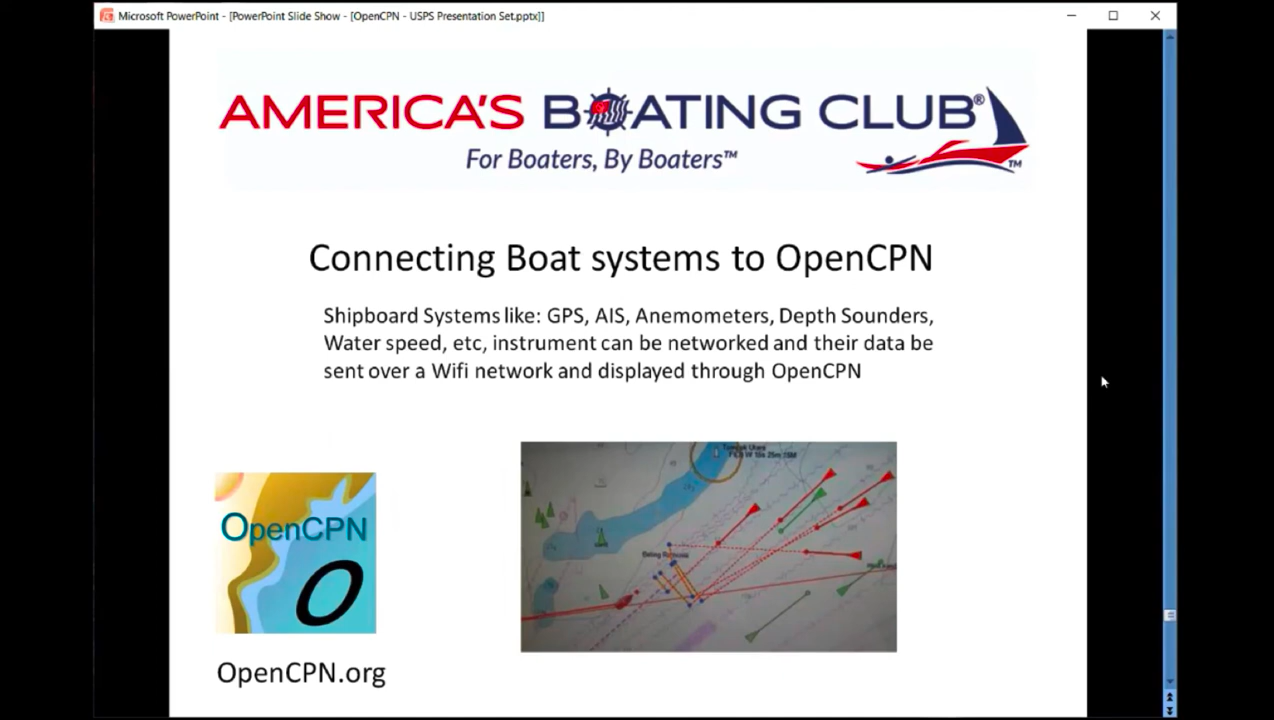 Microsoft PowerPoint - [PowerPoint Slide Show - [OpenCPN - USPS Presentation Set.pptx]]
AMERICA'S BOATING CLUB®
For Boaters, By Boaters™
TM
Connecting Boat systems to OpenCPN
Shipboard Systems like: GPS, AIS, Anemometers, Depth Sounders,
Water speed, etc, instrument can be networked and their data be
sent over a Wifi network and displayed through OpenCPN
OpenCPN
O
OpenCPN.org